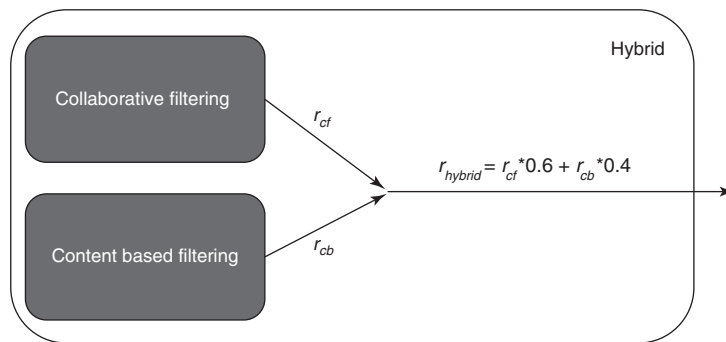 Hybrid
Collaborative filtering
r_cf
r_hybrid = r_cf*0.6 + r_cb*0.4
Content based filtering
r_cb